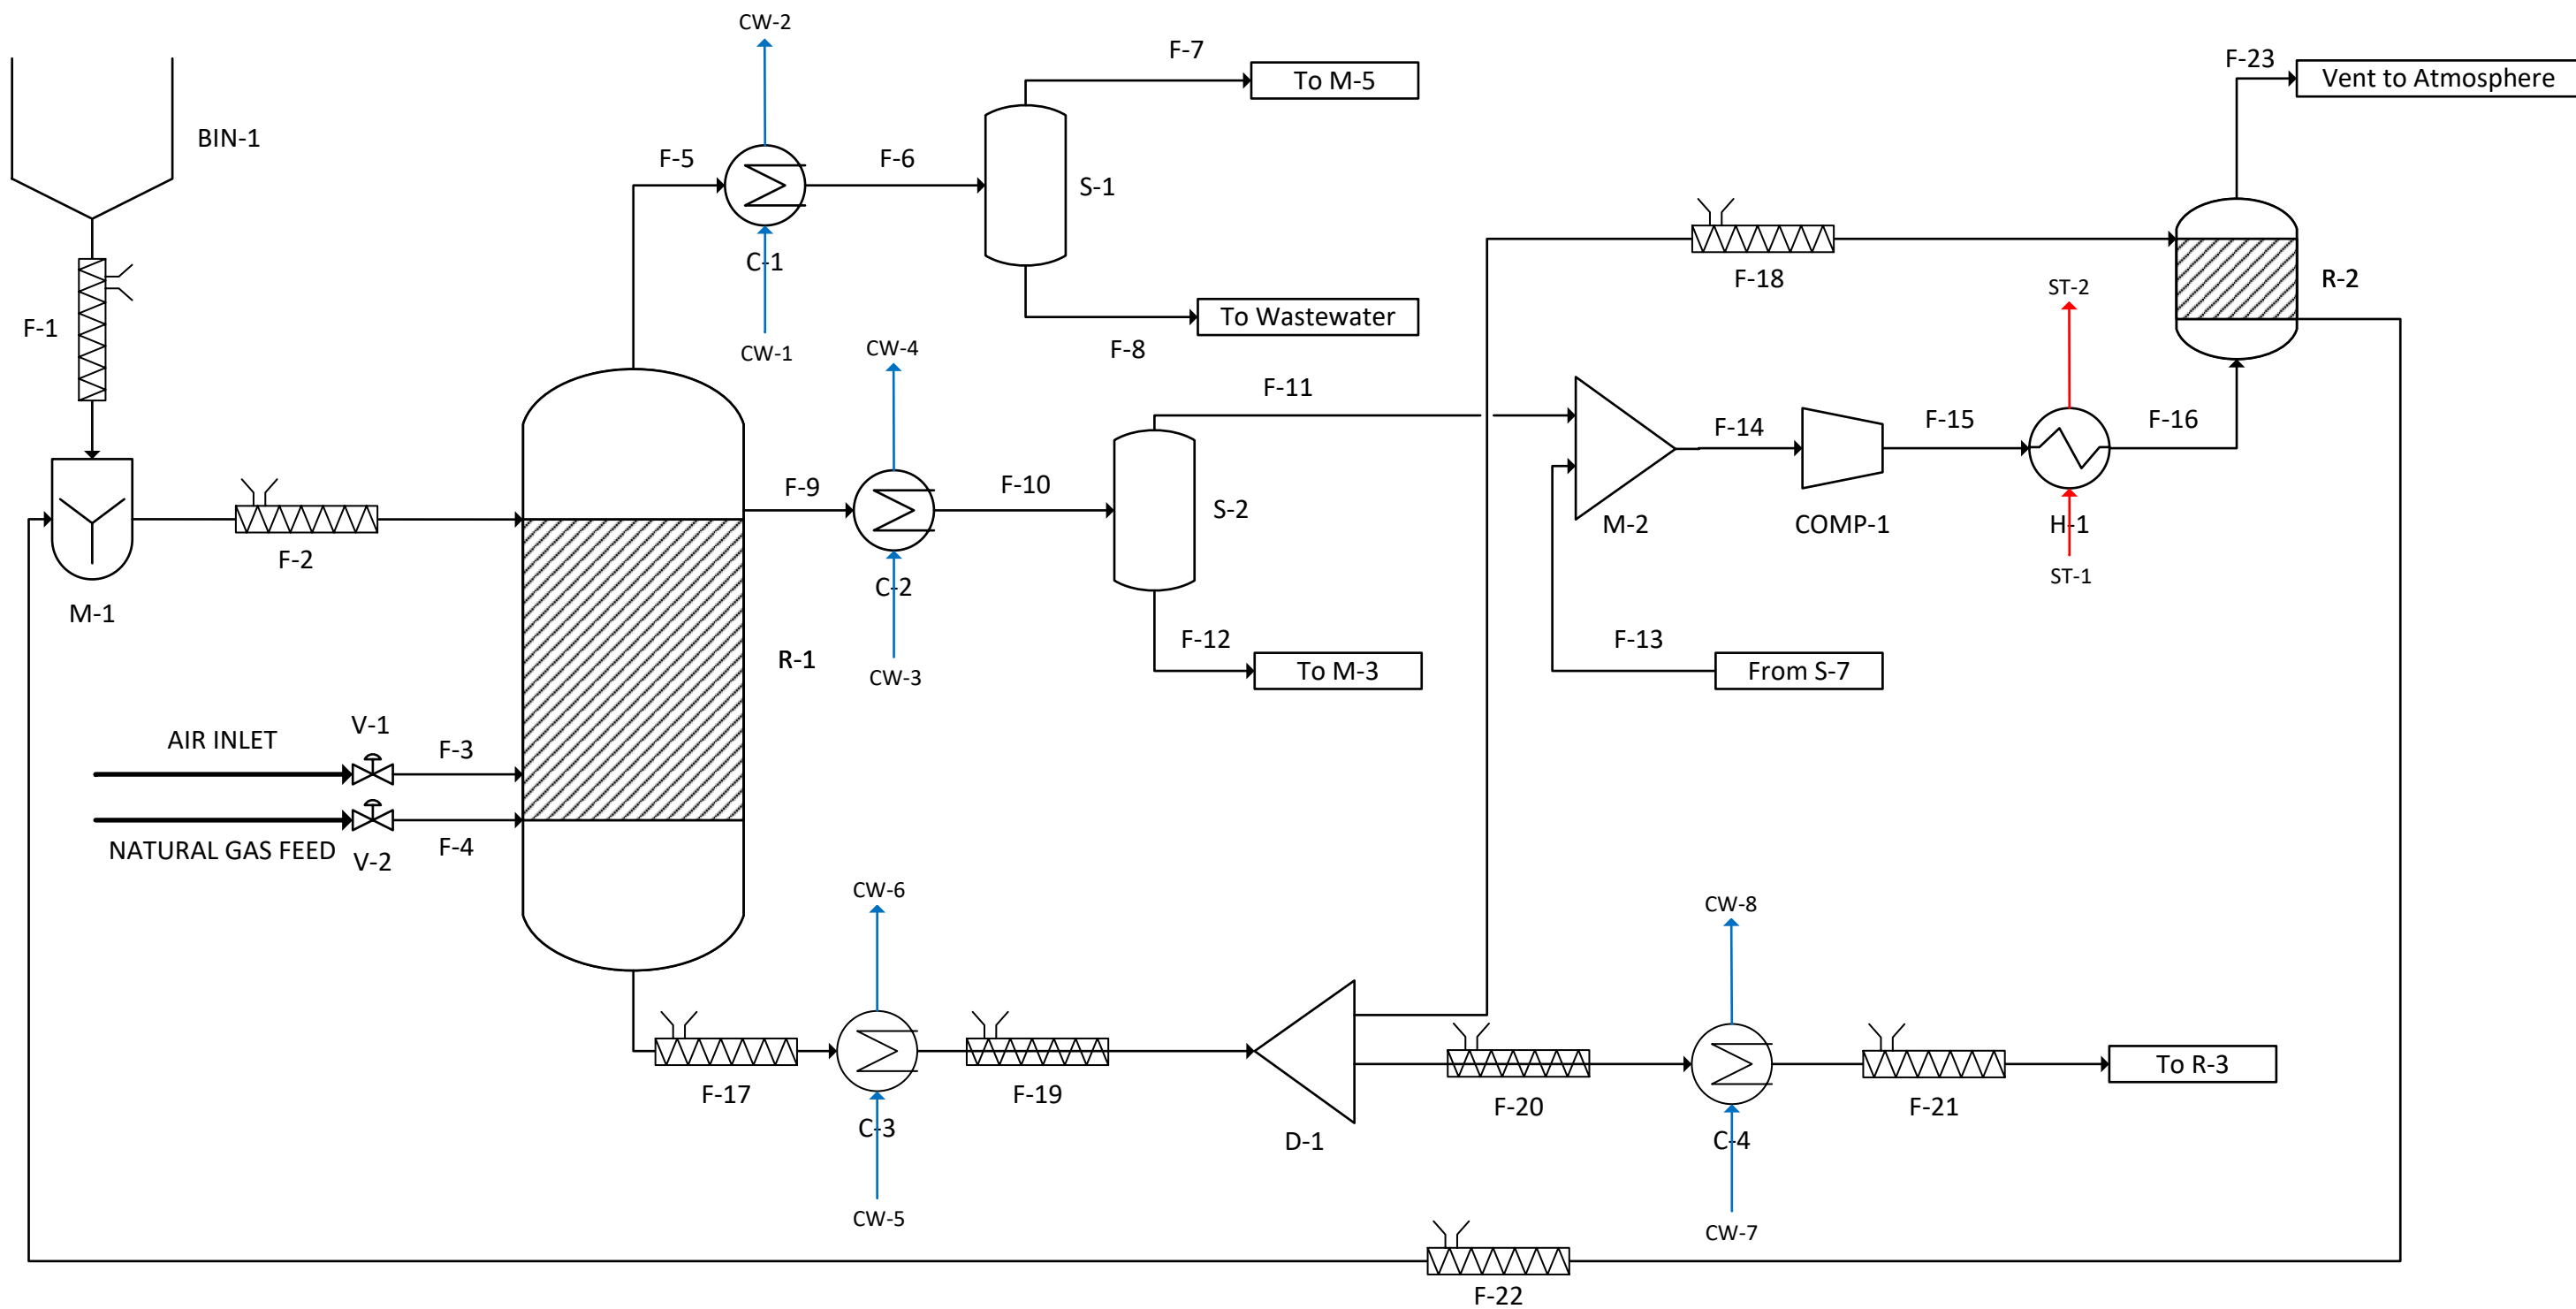 CW-2
F-7
To M-5
F-23
Vent to Atmosphere
BIN-1
F-5
F-6
S-1
C-1
F-18
R-2
ST-2
F-1
To Wastewater
F-8
CW-1
CW-4
F-11
F-14
F-15
F-16
F-9
F-10
S-2
M-2
COMP-1
H-1
F-2
C-2
ST-1
M-1
F-12
F-13
R-1
CW-3
To M-3
From S-7
V-1
AIR INLET
F-3
NATURAL GAS FEED
V-2
F-4
CW-6
CW-8
To R-3
F-17
F-19
F-20
F-21
C-3
D-1
C-4
CW-5
CW-7
F-22